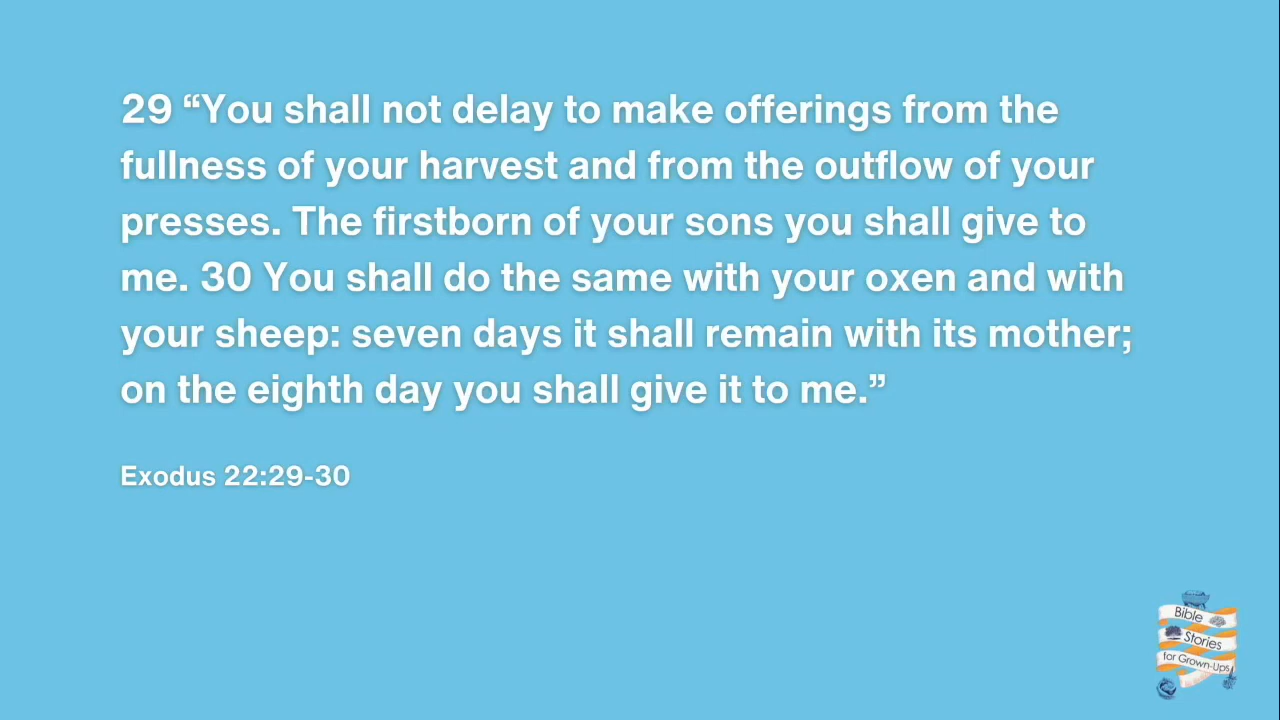 29 “You shall not delay to make offerings from the
fullness of your harvest and from the outflow of your
presses. The firstborn of your sons you shall give to
me. 30 You shall do the same with your oxen and with
your sheep: seven days it shall remain with its mother;
on the eighth day you shall give it to me.”
Exodus 22:29-30
Bible
Stories
for Grown-Ups